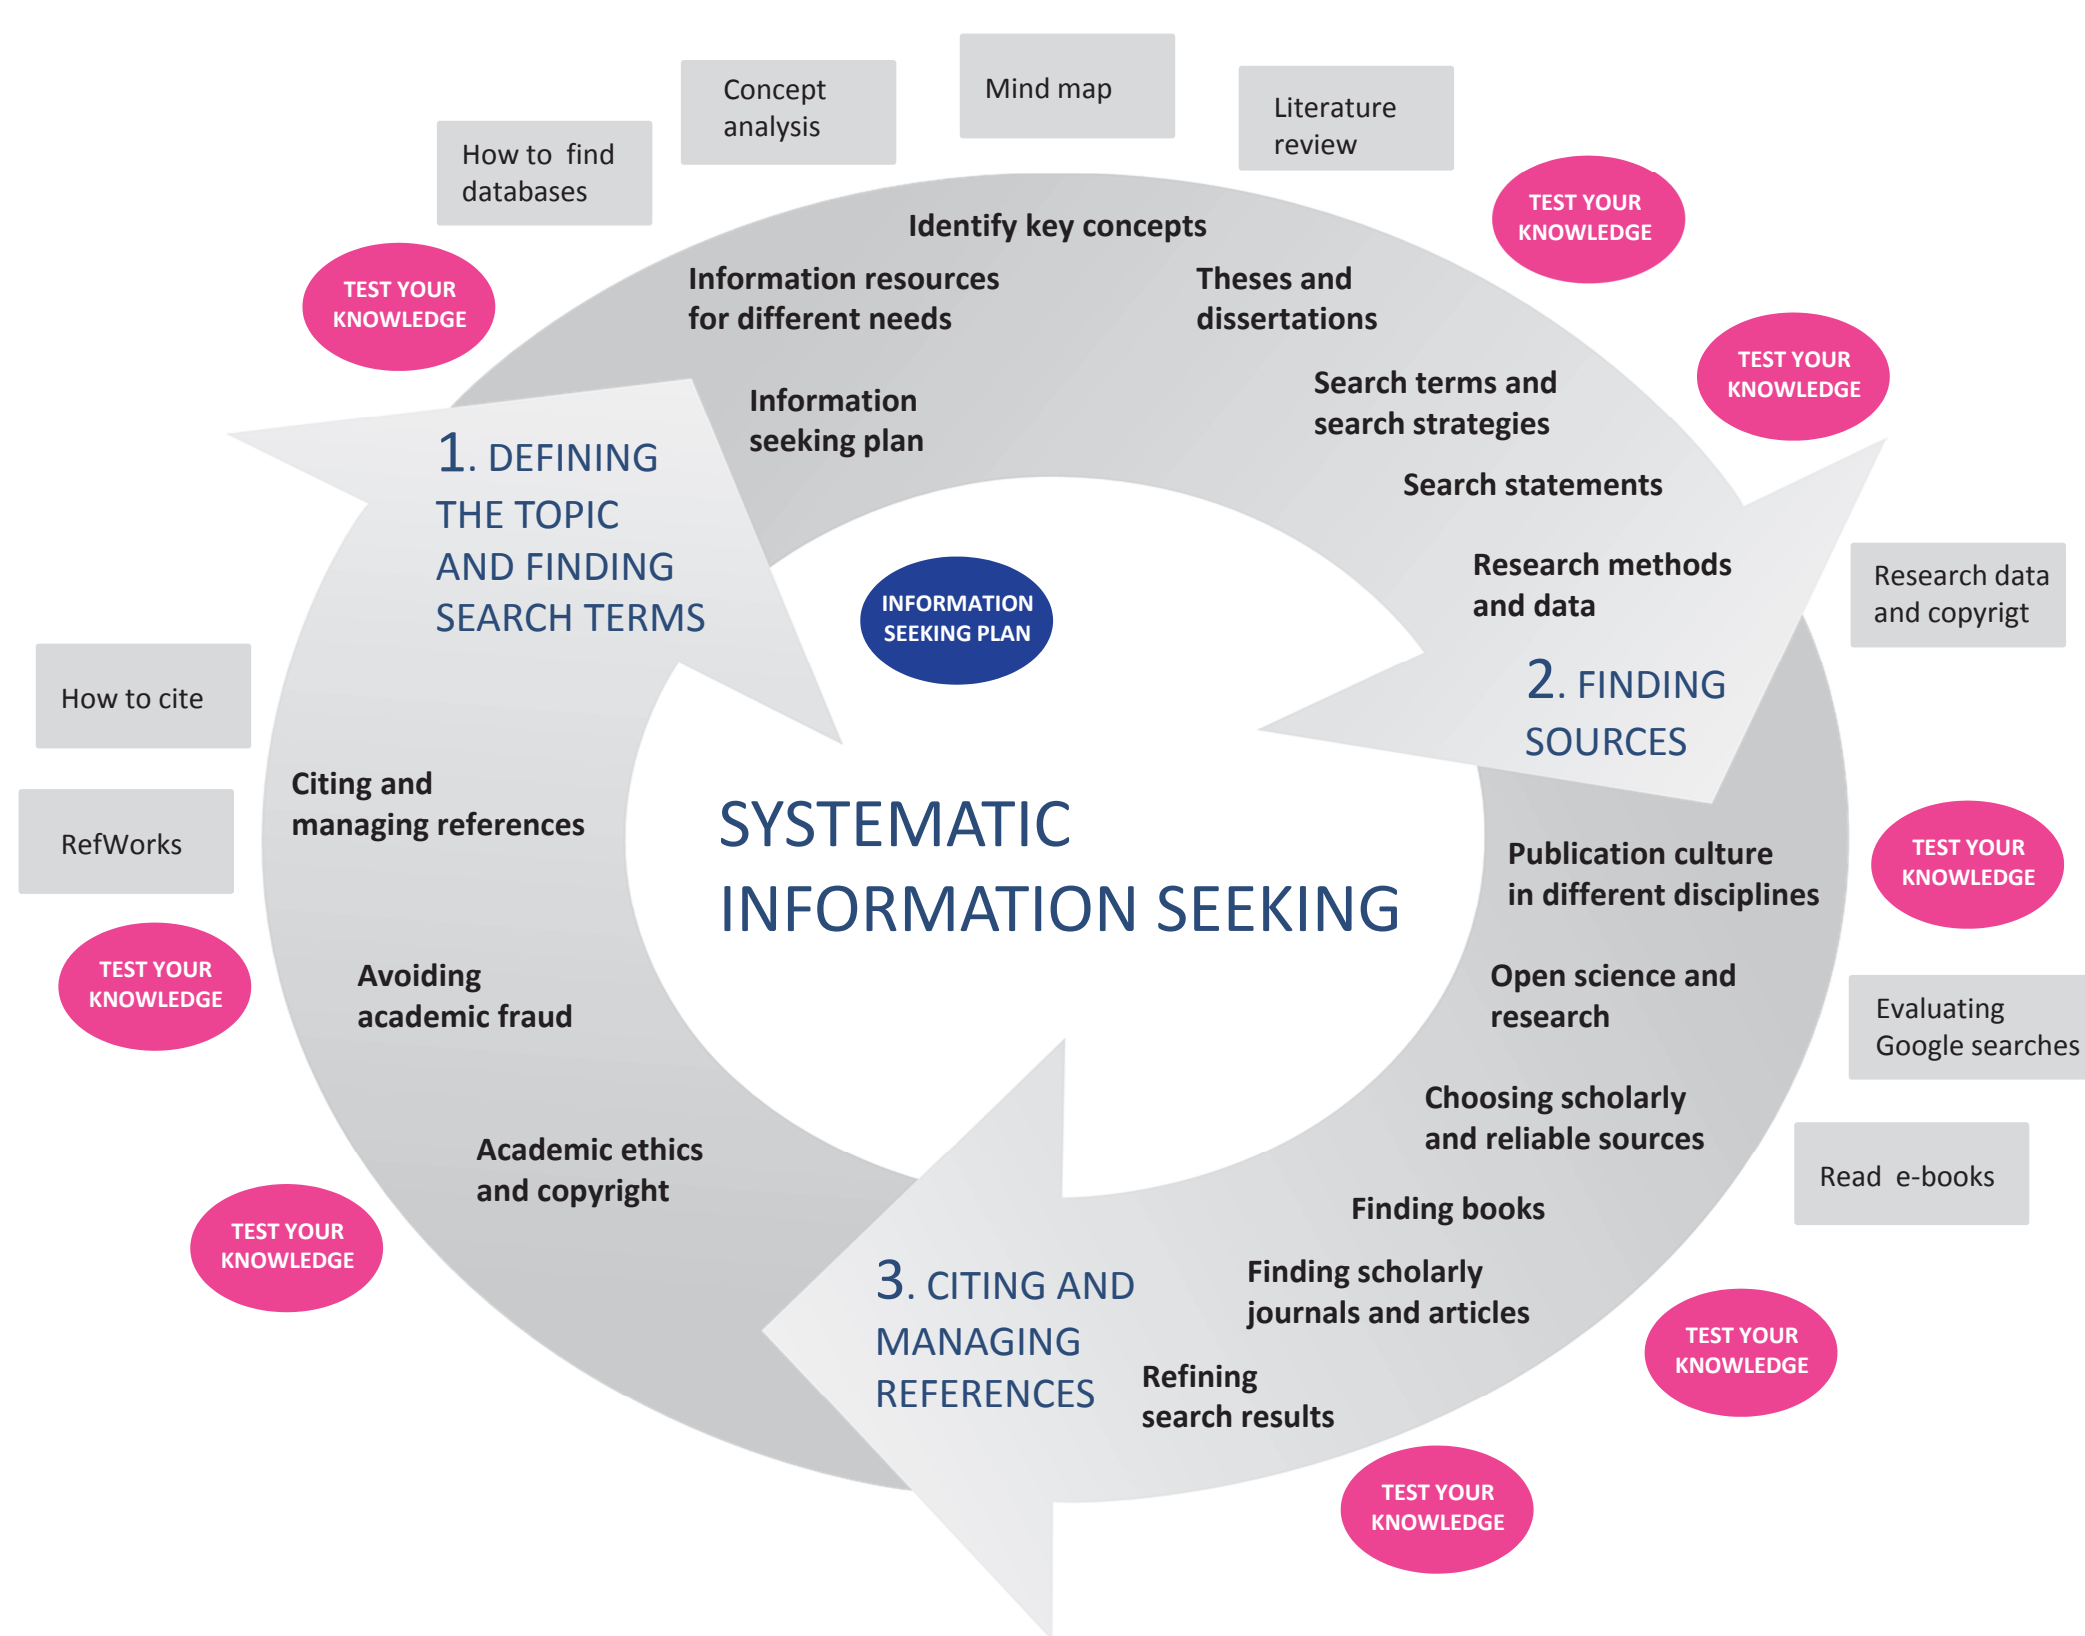 Mind map
Concept
analysis
Literature
review
How to find
databases
TEST YOUR
KNOWLEDGE
TEST YOUR
KNOWLEDGE
TEST YOUR
KNOWLEDGE
Identify key concepts
Information resources
for different needs
Theses and
dissertations
Information
seeking plan
Search terms and
search strategies
Search statements
Research methods
and data
1. DEFINING
THE TOPIC
AND FINDING
SEARCH TERMS
INFORMATION
SEEKING PLAN
2. FINDING
SOURCES
Research data
and copyrigt
SYSTEMATIC
INFORMATION SEEKING
Publication culture
in different disciplines
TEST YOUR
KNOWLEDGE
Open science and
research
Evaluating
Google searches
Choosing scholarly
and reliable sources
Read e-books
Finding books
Finding scholarly
journals and articles
TEST YOUR
KNOWLEDGE
Refining
search results
TEST YOUR
KNOWLEDGE
3. CITING AND
MANAGING
REFERENCES
Academic ethics
and copyright
TEST YOUR
KNOWLEDGE
Avoiding
academic fraud
TEST YOUR
KNOWLEDGE
Citing and
managing references
RefWorks
How to cite